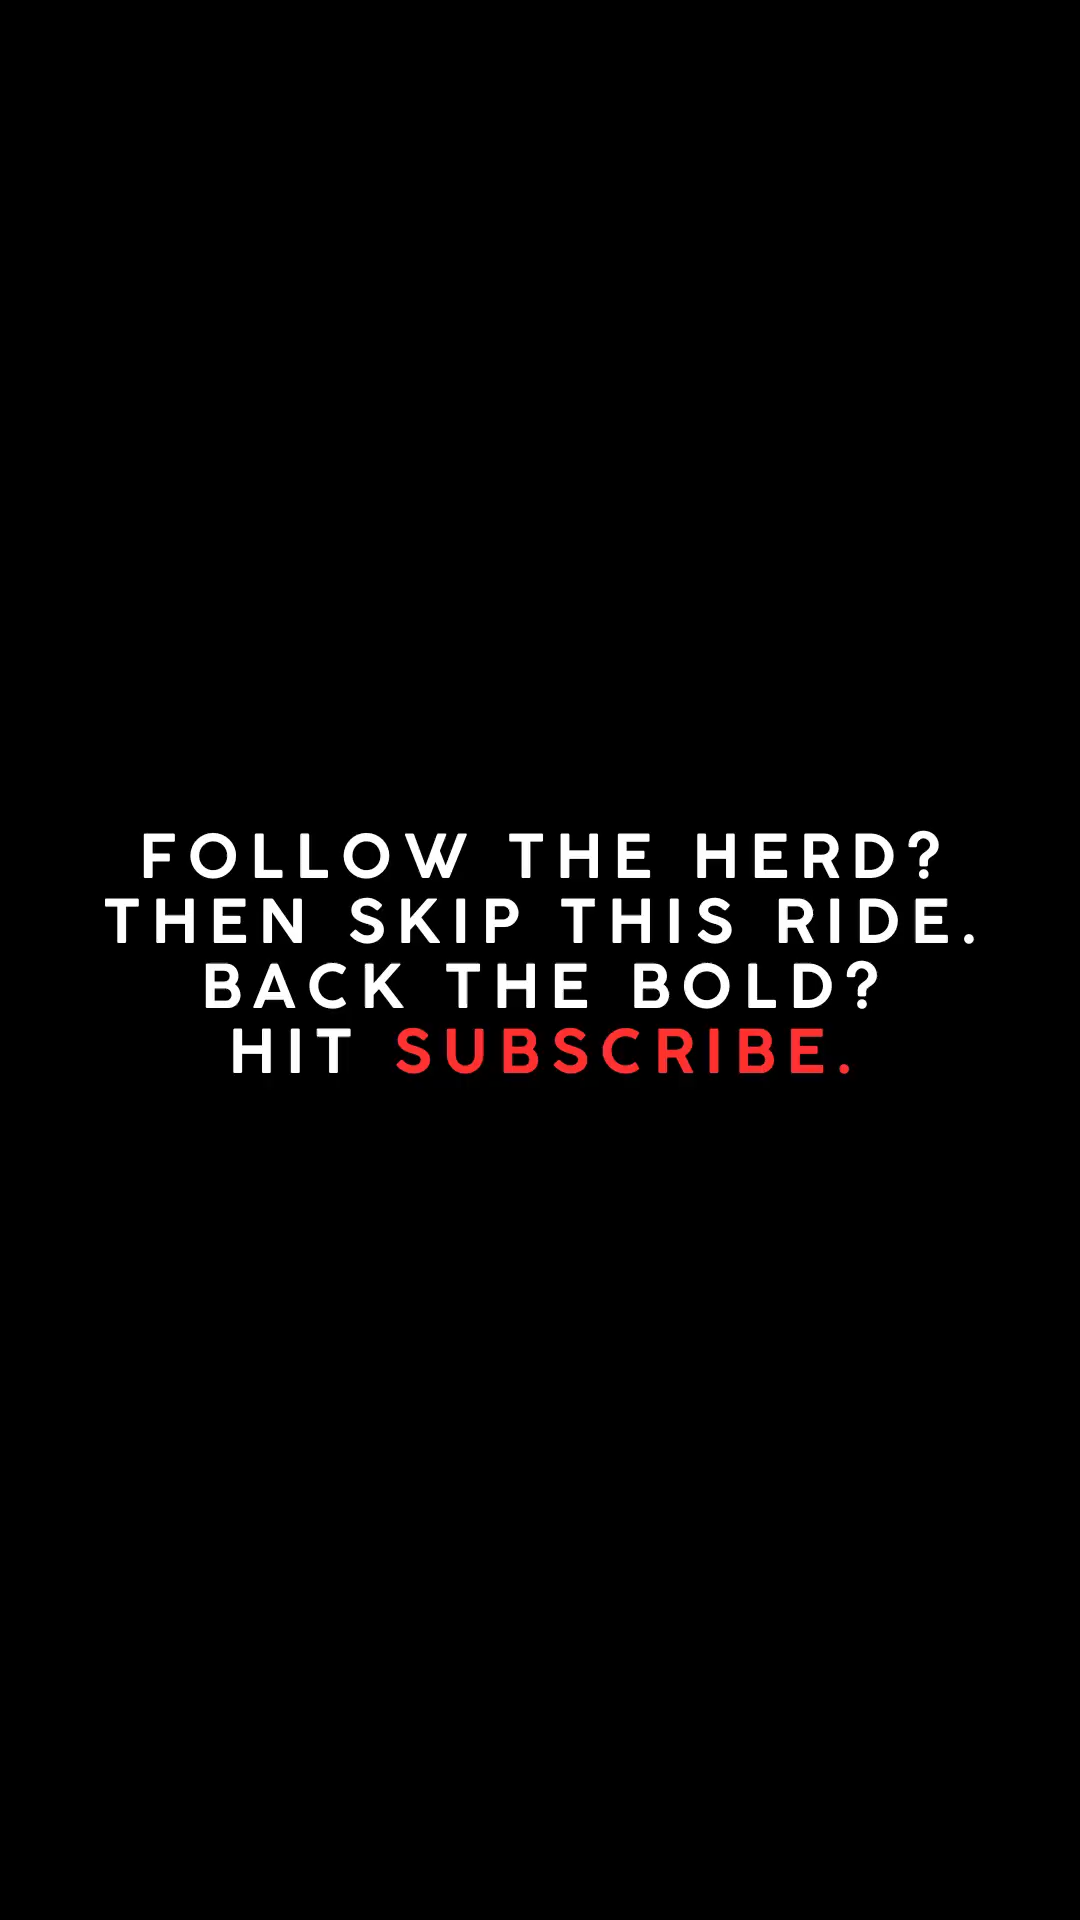 FOLLOW THE HERD?
THEN SKIP THIS RIDE.
BACK THE BOLD?
HIT SUBSCRIBE.